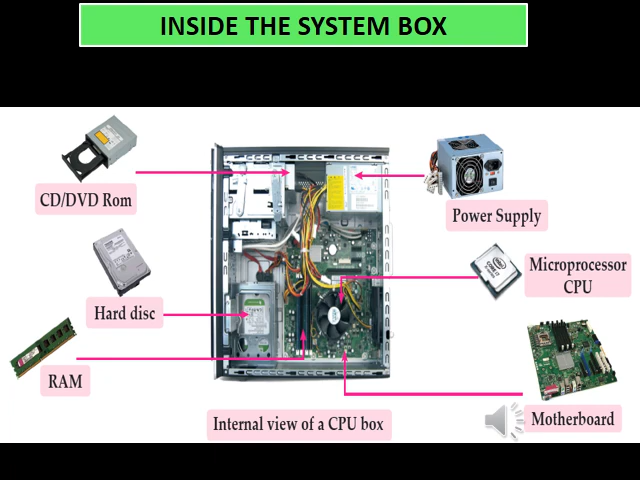 INSIDE THE SYSTEM BOX
CD/DVD Rom
Power Supply
Microprocessor
CPU
Hard disc
RAM
Motherboard
Internal view of a CPU box